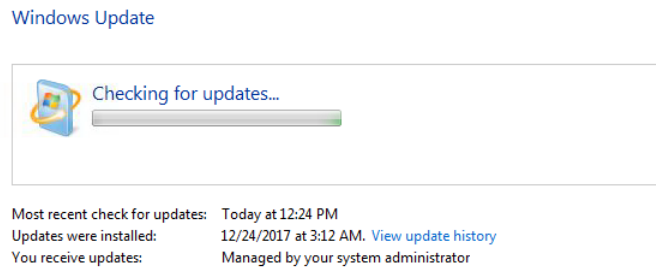 Windows Update
Checking for updates...
Most recent check for updates: Today at 12:24 PM
Updates were installed: 12/24/2017 at 3:12 AM. View update history
You receive updates: Managed by your system administrator